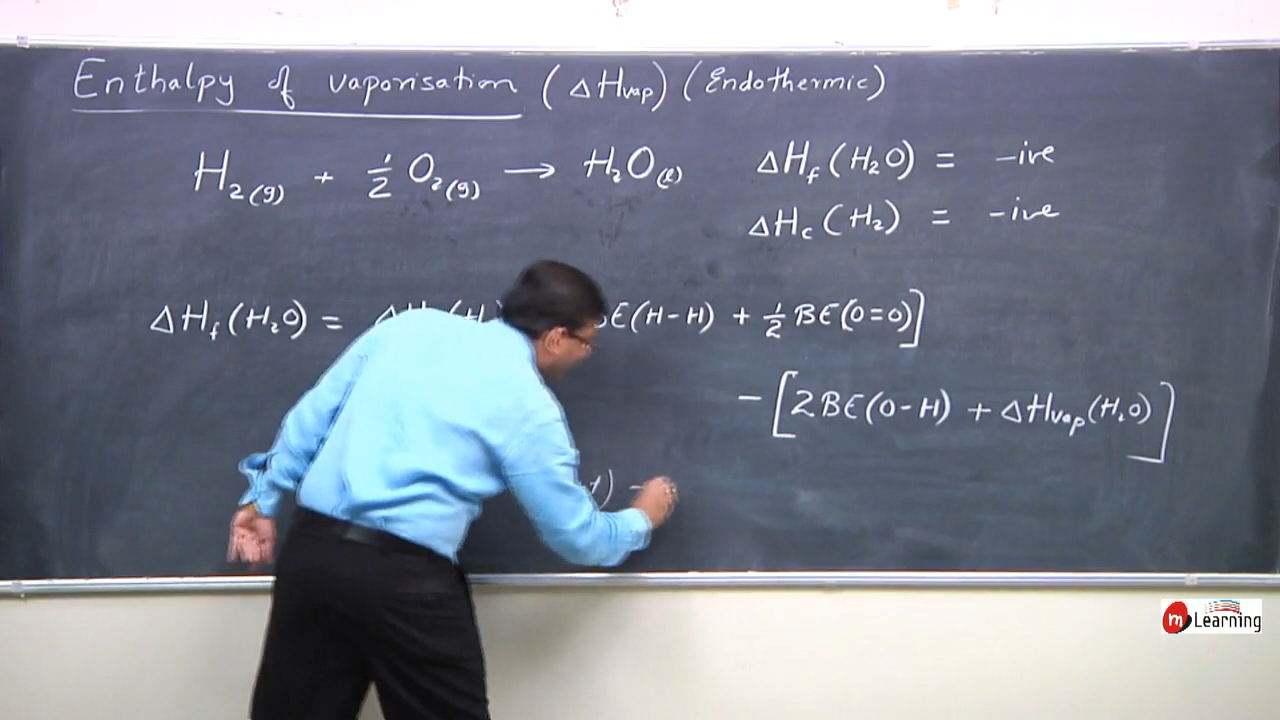 Enthalpy of vaporisation (ΔHvap) (Endothermic)
H₂(g) + ½ O₂(g) → H₂O(l)
ΔHf (H₂O) = -ive
ΔHc (H₂) = -ive
ΔHf (H₂O) = BE(H-H) + ½ BE(O=O)]
- [2BE(O-H) + ΔHvap(H₂O)]
m Learning